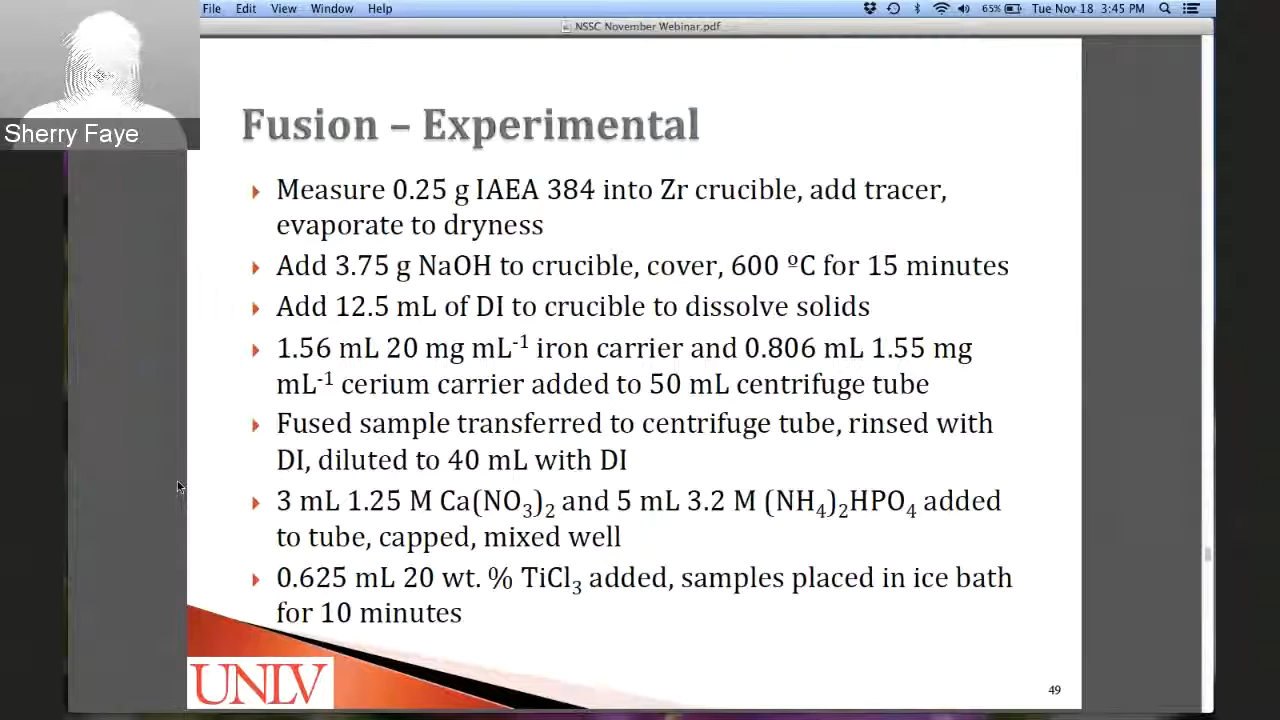 File Edit View Window Help 65% Tue Nov 18 3:45 PM
NSSC November Webinar.pdf
Sherry Faye
Fusion – Experimental
Measure 0.25 g IAEA 384 into Zr crucible, add tracer,
evaporate to dryness
Add 3.75 g NaOH to crucible, cover, 600 ºC for 15 minutes
Add 12.5 mL of DI to crucible to dissolve solids
1.56 mL 20 mg mL⁻¹ iron carrier and 0.806 mL 1.55 mg
mL⁻¹ cerium carrier added to 50 mL centrifuge tube
Fused sample transferred to centrifuge tube, rinsed with
DI, diluted to 40 mL with DI
3 mL 1.25 M Ca(NO₃)₂ and 5 mL 3.2 M (NH₄)₂HPO₄ added
to tube, capped, mixed well
0.625 mL 20 wt. % TiCl₃ added, samples placed in ice bath
for 10 minutes
UNLV
49